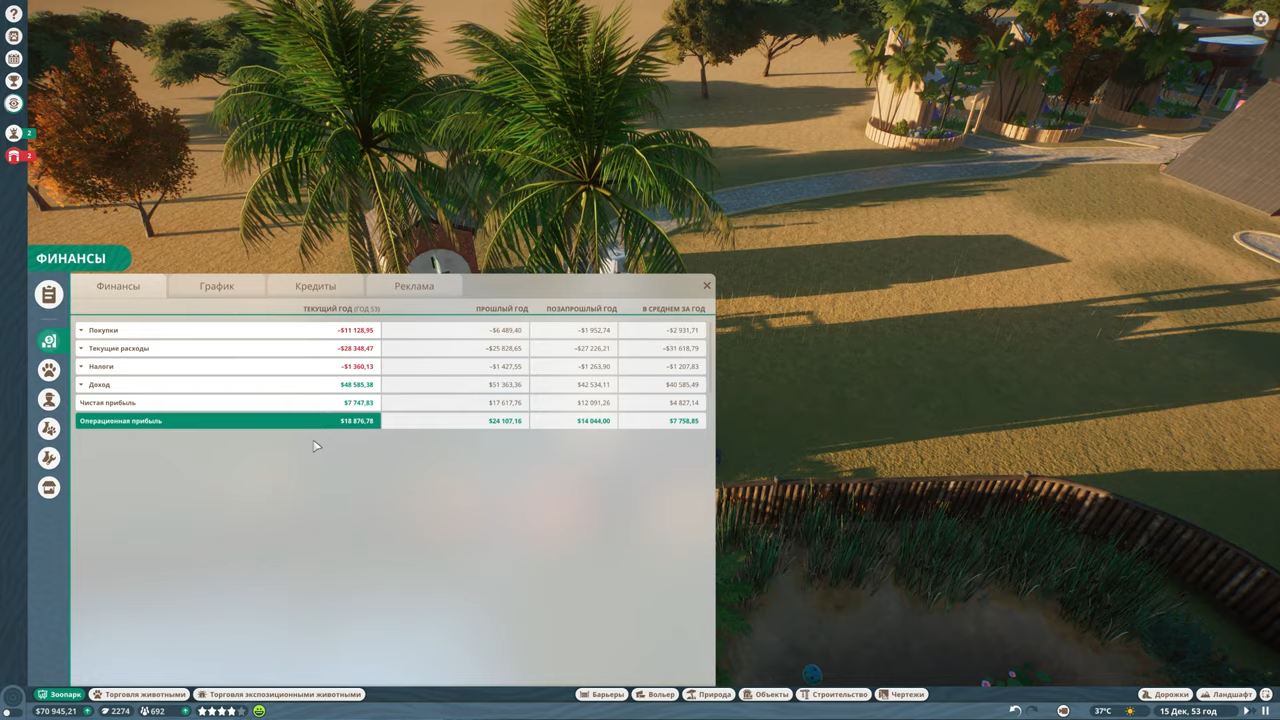 2
2
ФИНАНСЫ
Финансы График Кредиты Реклама
ТЕКУЩИЙ ГОД (ГОД 53) ПРОШЛЫЙ ГОД ПОЗАПРОШЛЫЙ ГОД В СРЕДНЕМ ЗА ГОД
Покупки –$11 128,95 –$6 489,40 –$1 952,74 –$2 931,71
Текущие расходы –$28 348,47 –$25 828,65 –$27 226,21 –$31 618,79
Налоги –$1 360,13 –$1 427,55 –$1 263,90 –$1 207,83
Доход $48 585,38 $51 363,36 $42 534,11 $40 585,49
Чистая прибыль $7 747,83 $17 617,76 $12 091,26 $4 827,14
Операционная прибыль $18 876,78 $24 107,16 $14 044,00 $7 758,85
Зоопарк Торговля животными Торговля экспозиционными животными Барьеры Вольер Природа Объекты Строительство Чертежи Дорожки Ландшафт
$70 945,21 2274 692 37°C 15 Дек, 53 год